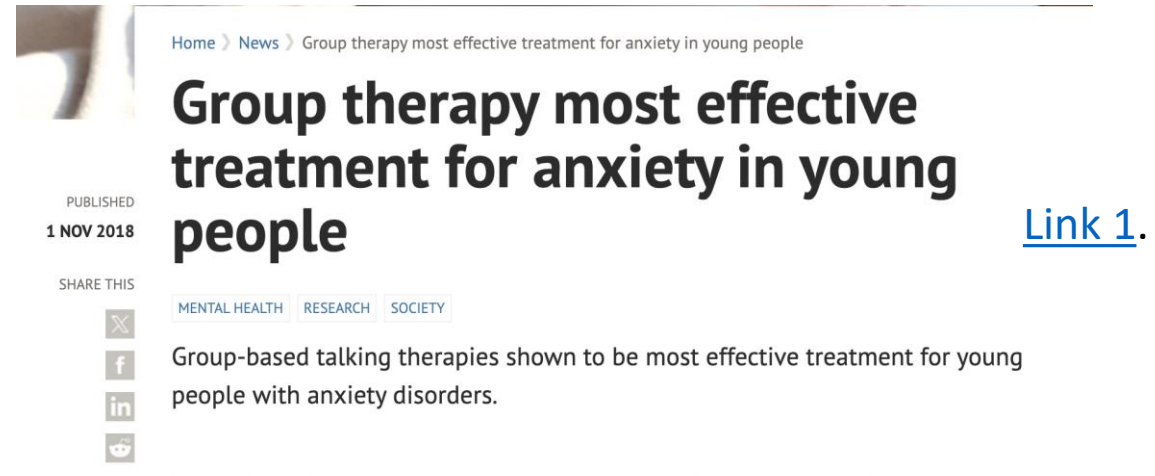 Home 》 News 》 Group therapy most effective treatment for anxiety in young people
Group therapy most effective
treatment for anxiety in young
people
PUBLISHED
1 NOV 2018
Link 1.
SHARE THIS
MENTAL HEALTH RESEARCH SOCIETY
Group-based talking therapies shown to be most effective treatment for young
people with anxiety disorders.